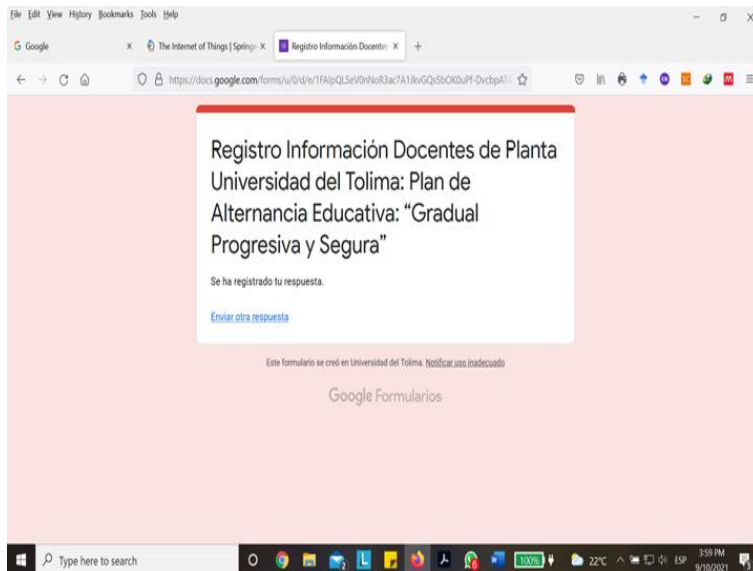 File Edit View History Bookmarks Tools Help
Google
The Internet of Things | Spring
Registro Información Docentes
https://docs.google.com/forms/u/0/d/e/
Registro Información Docentes de Planta
Universidad del Tolima: Plan de
Alternancia Educativa: “Gradual
Progresiva y Segura”
Se ha registrado tu respuesta.
Enviar otra respuesta
Este formulario se creó en Universidad del Tolima. Notificar uso inadecuado
Google Formularios
Type here to search
100%
22°C
ESP
3:59 PM
9/10/2021